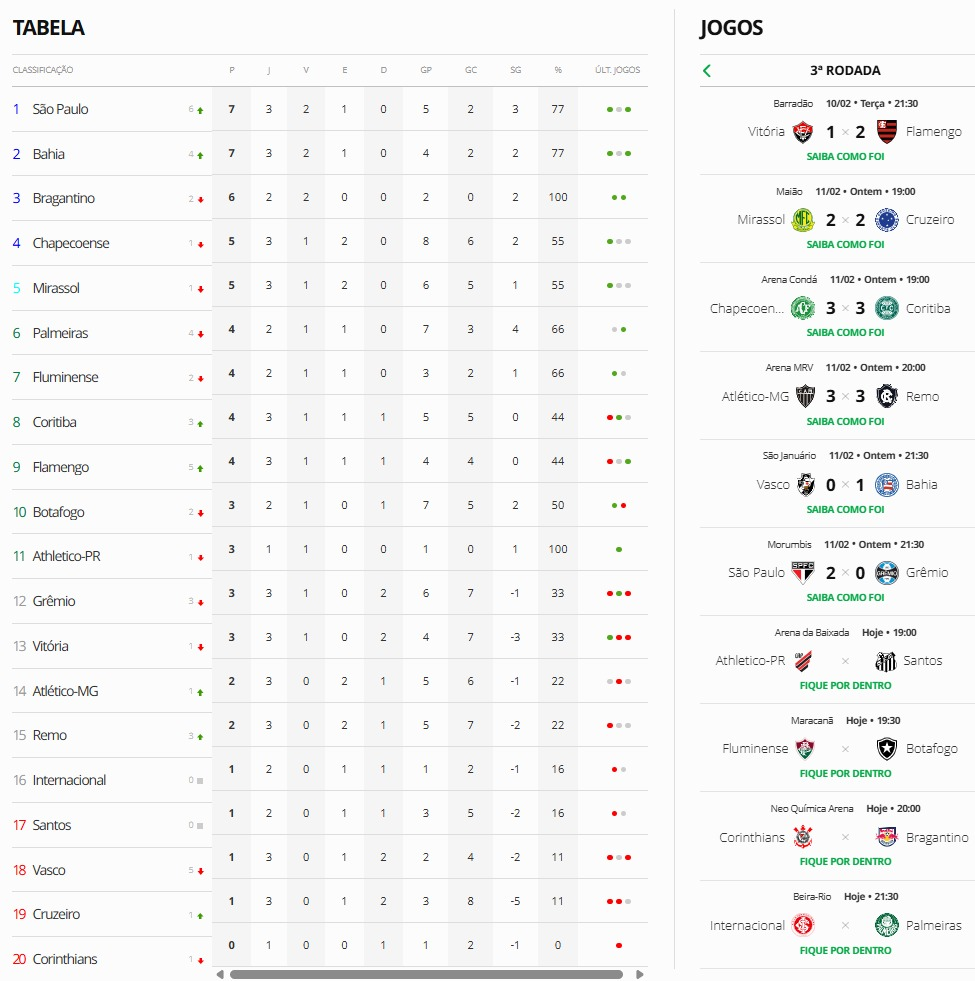 TABELA
CLASSIFICAÇÃO P J V E D GP GC SG % ÚLT. JOGOS
1 São Paulo 6 7 3 2 1 0 5 2 3 77
2 Bahia 4 7 3 2 1 0 4 2 2 77
3 Bragantino 2 6 2 2 0 0 2 0 2 100
4 Chapecoense 1 5 3 1 2 0 8 6 2 55
5 Mirassol 1 5 3 1 2 0 6 5 1 55
6 Palmeiras 4 4 2 1 1 0 7 3 4 66
7 Fluminense 2 4 2 1 1 0 3 2 1 66
8 Coritiba 3 4 3 1 1 1 5 5 0 44
9 Flamengo 5 4 3 1 1 1 4 4 0 44
10 Botafogo 2 3 2 1 0 1 7 5 2 50
11 Athletico-PR 1 3 1 1 0 0 1 0 1 100
12 Grêmio 3 3 3 1 0 2 6 7 -1 33
13 Vitória 1 3 3 1 0 2 4 7 -3 33
14 Atlético-MG 1 2 3 0 2 1 5 6 -1 22
15 Remo 3 2 3 0 2 1 5 7 -2 22
16 Internacional 0 1 2 0 1 1 1 2 -1 16
17 Santos 0 1 2 0 1 1 3 5 -2 16
18 Vasco 5 1 3 0 1 2 2 4 -2 11
19 Cruzeiro 1 1 3 0 1 2 3 8 -5 11
20 Corinthians 1 0 1 0 0 1 1 2 -1 0
JOGOS
3ª RODADA
Barradão 10/02 • Terça • 21:30
Vitória 1 × 2 Flamengo
SAIBA COMO FOI
Maião 11/02 • Ontem • 19:00
Mirassol 2 × 2 Cruzeiro
SAIBA COMO FOI
Arena Condá 11/02 • Ontem • 19:00
Chapecoen... 3 × 3 Coritiba
SAIBA COMO FOI
Arena MRV 11/02 • Ontem • 20:00
Atlético-MG 3 × 3 Remo
SAIBA COMO FOI
São Januário 11/02 • Ontem • 21:30
Vasco 0 × 1 Bahia
SAIBA COMO FOI
Morumbis 11/02 • Ontem • 21:30
São Paulo SPFC 2 × 0 GRÊMIO Grêmio
SAIBA COMO FOI
Arena da Baixada Hoje • 19:00
Athletico-PR × Santos
FIQUE POR DENTRO
Maracanã Hoje • 19:30
Fluminense × Botafogo
FIQUE POR DENTRO
Neo Química Arena Hoje • 20:00
Corinthians × Bragantino
FIQUE POR DENTRO
Beira-Rio Hoje • 21:30
Internacional × Palmeiras
FIQUE POR DENTRO